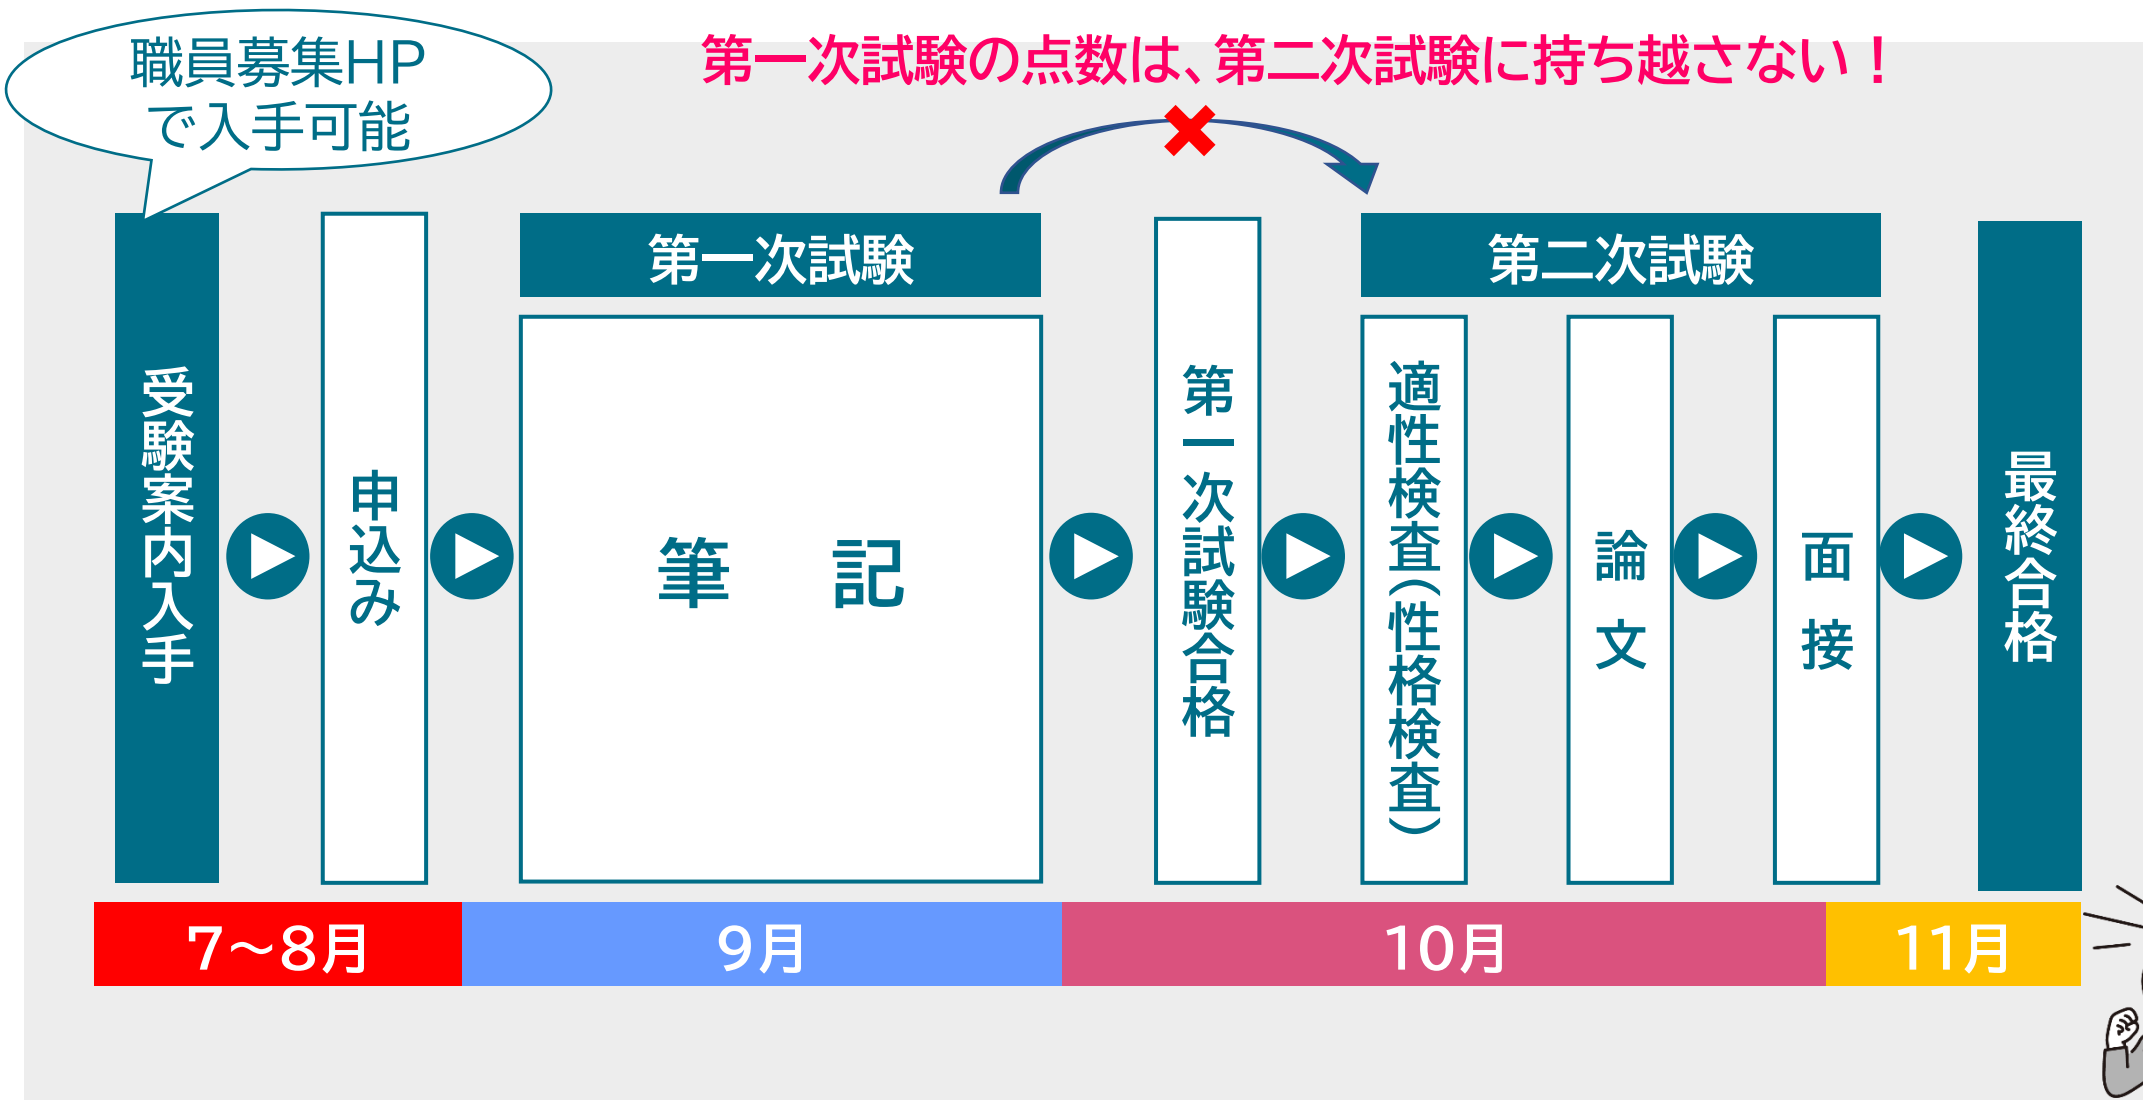 職員募集HP
で入手可能
第一次試験の点数は、第二次試験に持ち越さない！
受験案内入手
申込み
第一次試験
筆　記
第一次試験合格
第二次試験
適性検査（性格検査）
論文
面接
最終合格
7～8月
9月
10月
11月